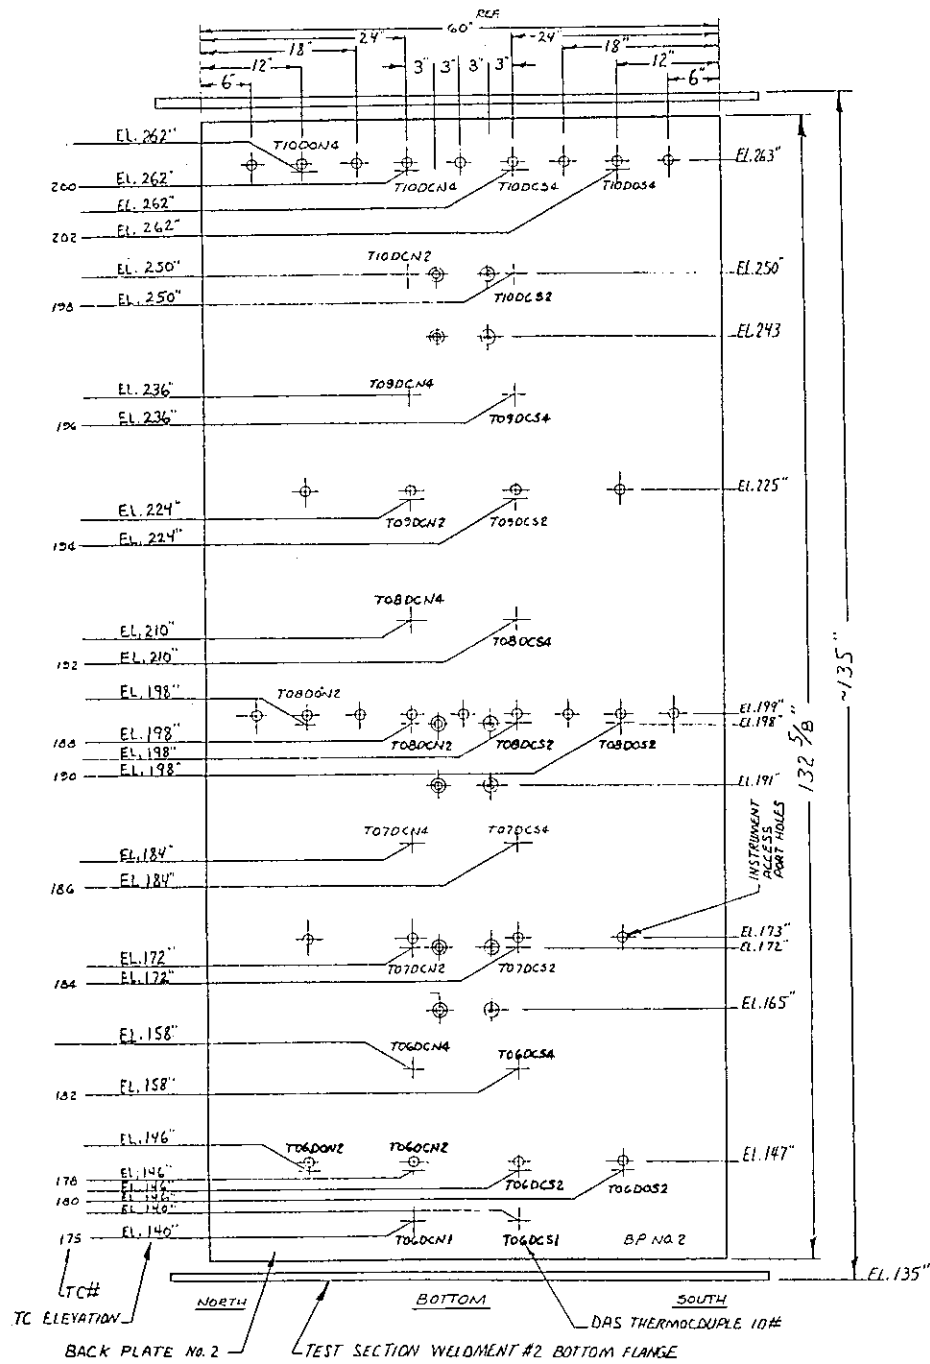 REF.
60"
24" 24"
18" 18"
12" 3" 3" 3" 3" 12"
6" 6"
EL. 262" T10DON4
EL. 263"
200 EL. 262" T10DCN4 T10DCS4 T10DOS4
EL. 262"
202 EL. 262"
T10DCN2
EL. 250" EL. 250"
198 EL. 250" T10DCS2
EL. 243
EL. 236" T09DCN4
196 EL. 236" T09DCS4
EL. 225"
EL. 224" T09DCN2 T09DCS2
194 EL. 224"
T08DCN4
EL. 210" T08DCS4
192 EL. 210"
~135"
EL. 198" T08DON2
EL. 199"
EL. 198"
188 EL. 198" T08DCN2 T08DCS2 T08DOS2
EL. 198"
190 EL. 198"
132 5/8"
EL. 191"
T07DCN4 T07DCS4
EL. 184"
186 EL. 184"
INSTRUMENT
ACCESS
PORT HOLES
EL. 173"
EL. 172" EL. 172"
T07DCN2 T07DCS2
184 EL. 172"
EL. 165"
EL. 158" T06DCN4 T06DCS4
182 EL. 158"
EL. 146" T06DON2 T06DCN2
EL. 147"
178 EL. 146" T06DCS2 T06DOS2
EL. 146"
180 EL. 146"
EL. 140"
175 EL. 140" T06DCN1 T06DCS1 BP NO. 2
EL. 135"
TC#
NORTH BOTTOM SOUTH
TC ELEVATION DAS THERMOCOUPLE ID#
BACK PLATE NO. 2 TEST SECTION WELDMENT #2 BOTTOM FLANGE